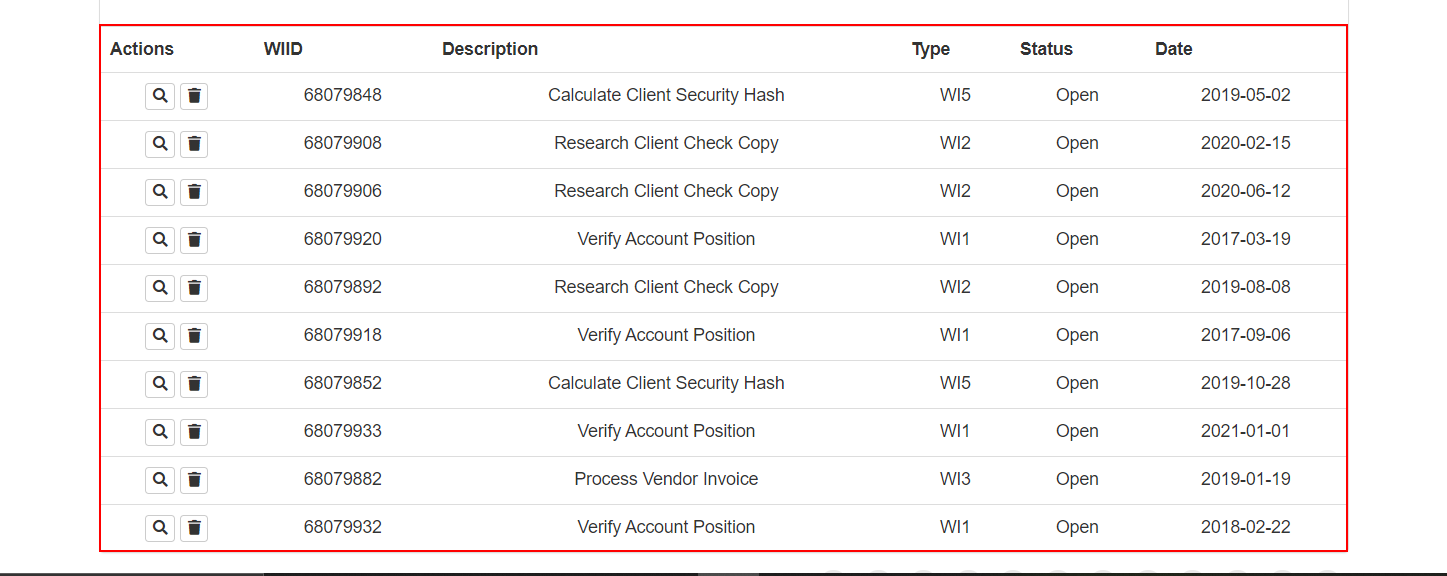 Actions WIID Description Type Status Date
68079848 Calculate Client Security Hash WI5 Open 2019-05-02
68079908 Research Client Check Copy WI2 Open 2020-02-15
68079906 Research Client Check Copy WI2 Open 2020-06-12
68079920 Verify Account Position WI1 Open 2017-03-19
68079892 Research Client Check Copy WI2 Open 2019-08-08
68079918 Verify Account Position WI1 Open 2017-09-06
68079852 Calculate Client Security Hash WI5 Open 2019-10-28
68079933 Verify Account Position WI1 Open 2021-01-01
68079882 Process Vendor Invoice WI3 Open 2019-01-19
68079932 Verify Account Position WI1 Open 2018-02-22